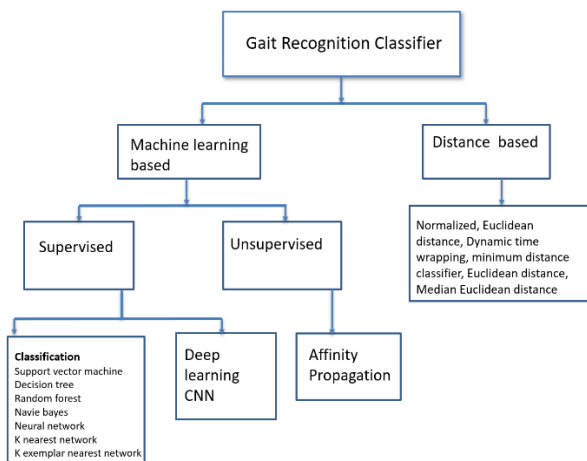 Gait Recognition Classifier
Machine learning
based
Distance based
Supervised
Unsupervised
Normalized, Euclidean
distance, Dynamic time
wrapping, minimum distance
classifier, Euclidean distance,
Median Euclidean distance
Classification
Support vector machine
Decision tree
Random forest
Navie bayes
Neural network
K nearest network
K exemplar nearest network
Deep
learning
CNN
Affinity
Propagation